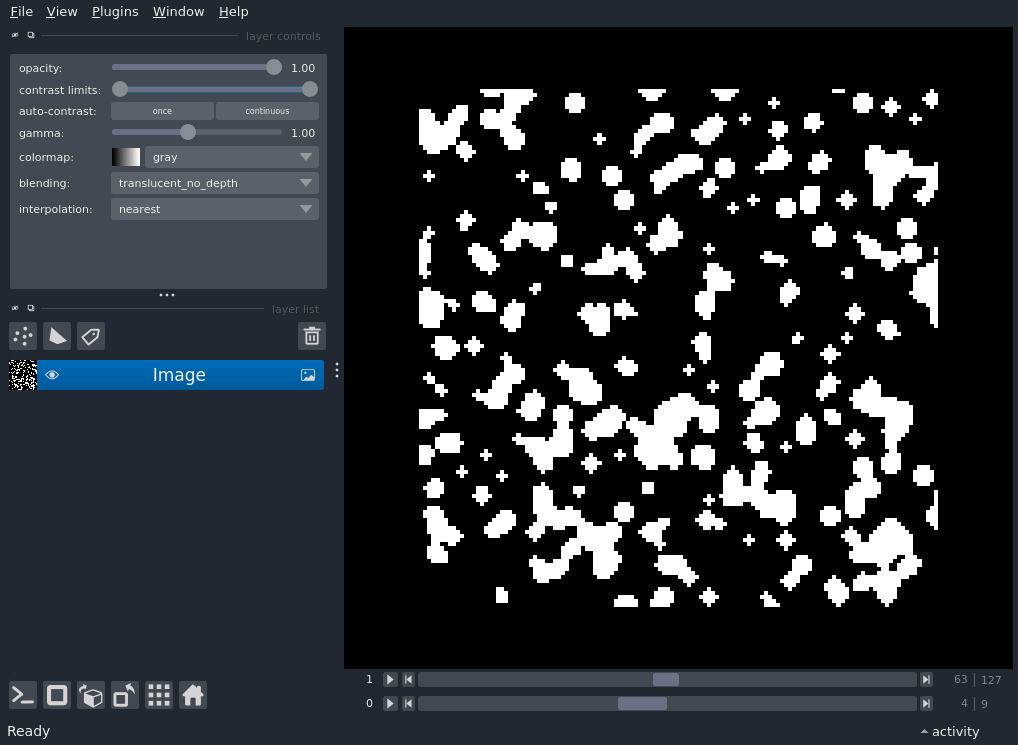 File View Plugins Window Help
layer controls
opacity: 1.00
contrast limits:
auto-contrast: once continuous
gamma: 1.00
colormap: gray
blending: translucent_no_depth
interpolation: nearest
layer list
Image
1 63 127
0 4 9
Ready activity